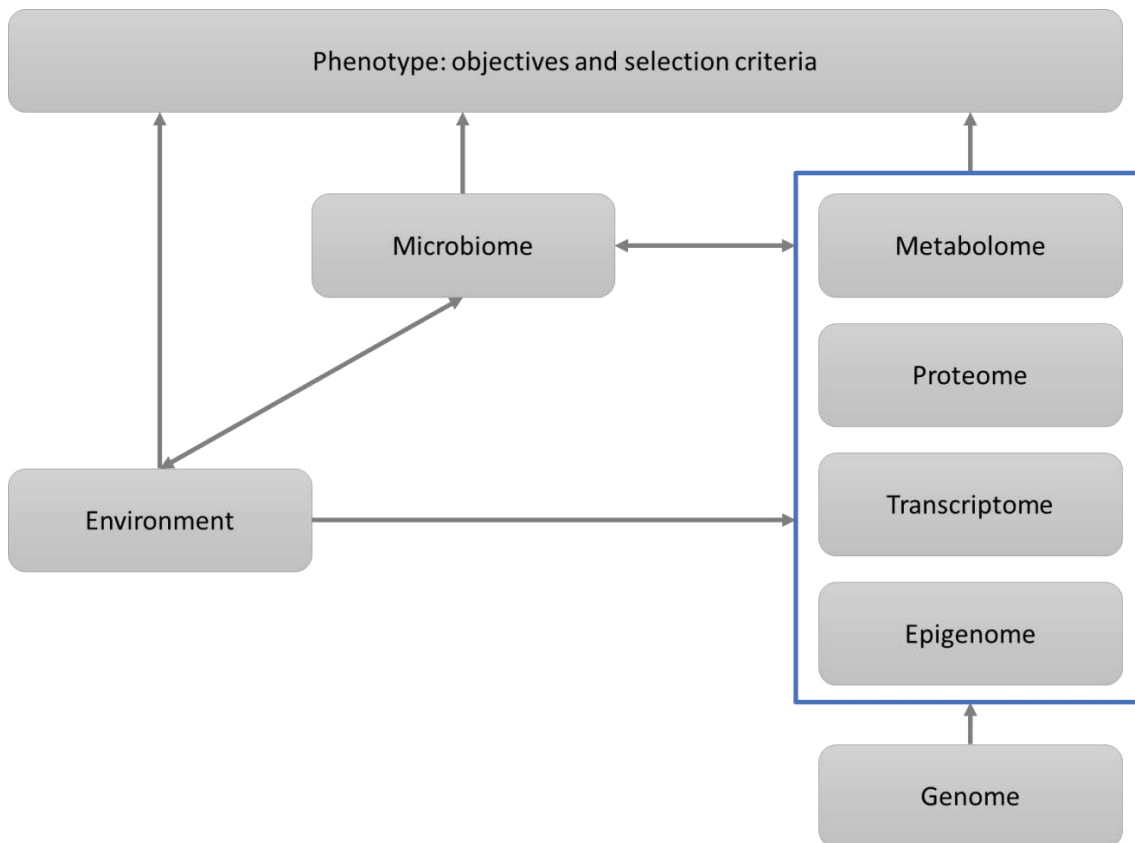 Phenotype: objectives and selection criteria
Microbiome
Metabolome
Proteome
Environment
Transcriptome
Epigenome
Genome